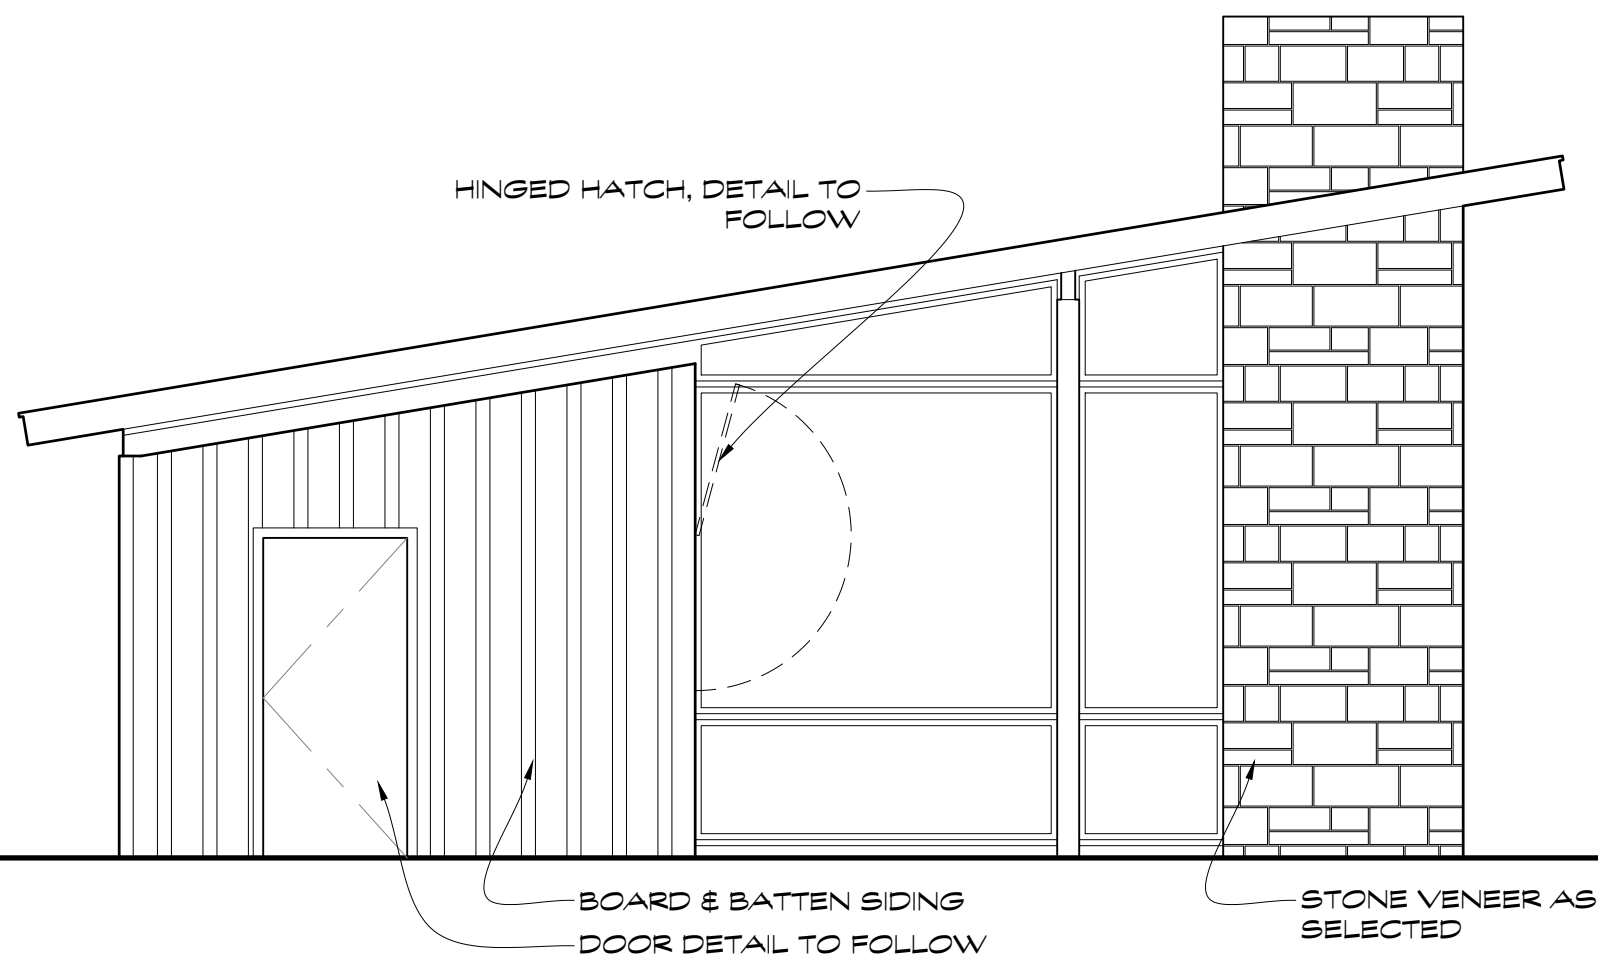 HINGED HATCH, DETAIL TO
FOLLOW
BOARD & BATTEN SIDING
DOOR DETAIL TO FOLLOW
STONE VENEER AS
SELECTED